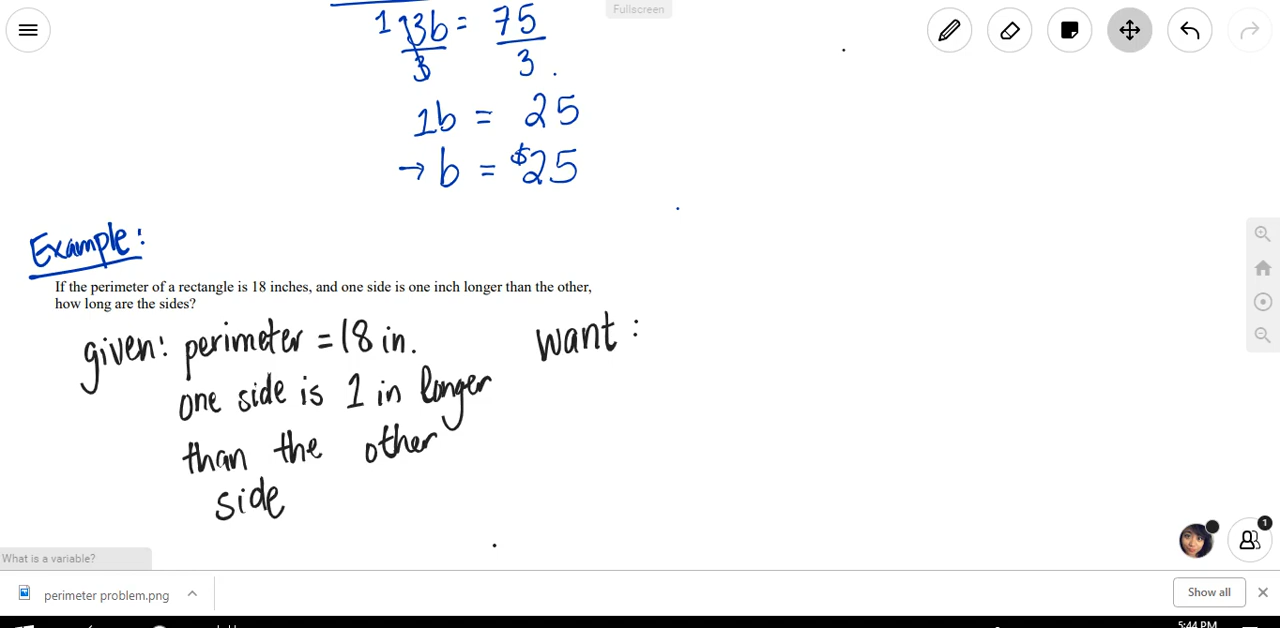 Fullscreen
1 3b = 75
3 3
1b = 25
→ b = $25
Example:
If the perimeter of a rectangle is 18 inches, and one side is one inch longer than the other,
how long are the sides?
given: perimeter = 18 in. want:
one side is 1 in longer
than the other
side
1
What is a variable?
perimeter problem.png
Show all
5:44 PM